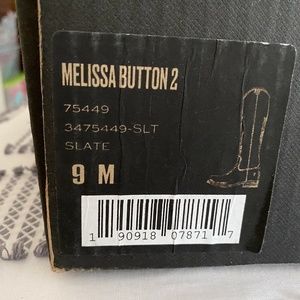 MELISSA BUTTON 2
75449
3475449-SLT
SLATE
9 M
1 90918 07871 7